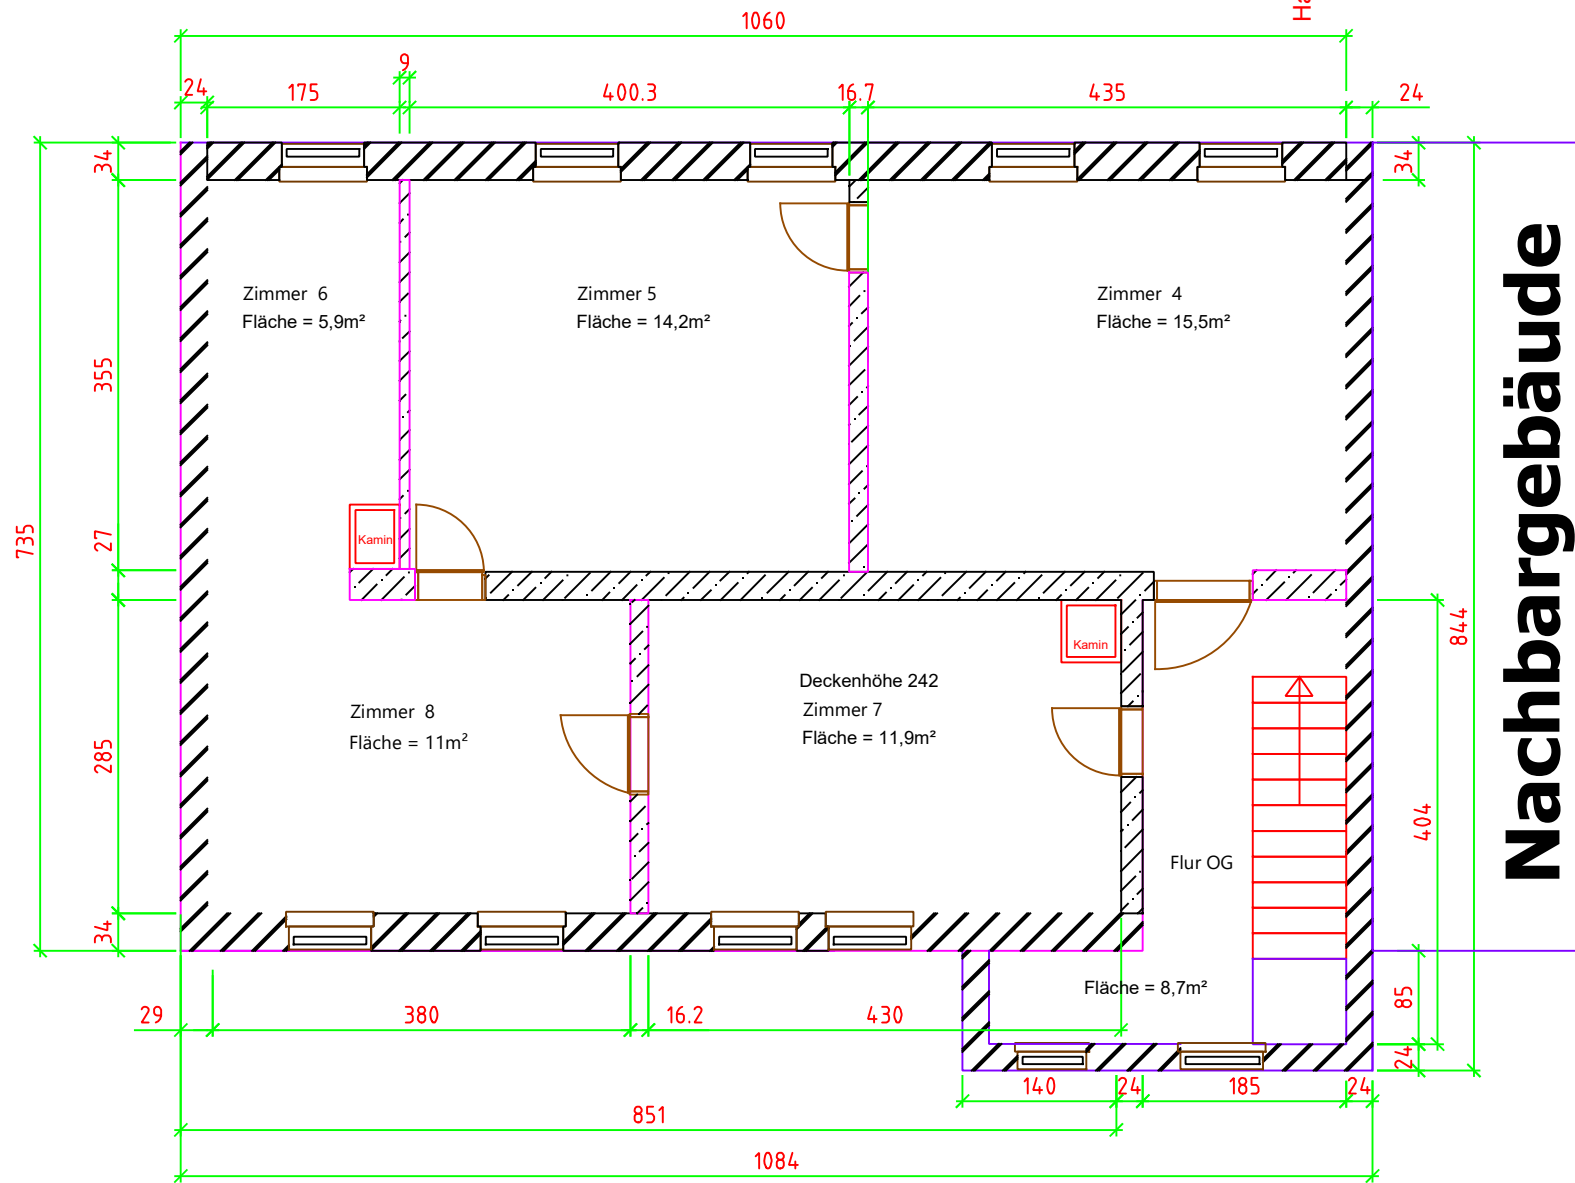 Ha
1060
9
24
175
400.3
16.7
435
24
34
34
Zimmer 6
Fläche = 5,9m²
Zimmer 5
Fläche = 14,2m²
Zimmer 4
Fläche = 15,5m²
Nachbargebäude
355
735
27
Kamin
844
Kamin
Deckenhöhe 242
Zimmer 7
Fläche = 11,9m²
Zimmer 8
Fläche = 11m²
285
404
Flur OG
34
Fläche = 8,7m²
85
29
380
16.2
430
24
140
24
185
24
851
1084